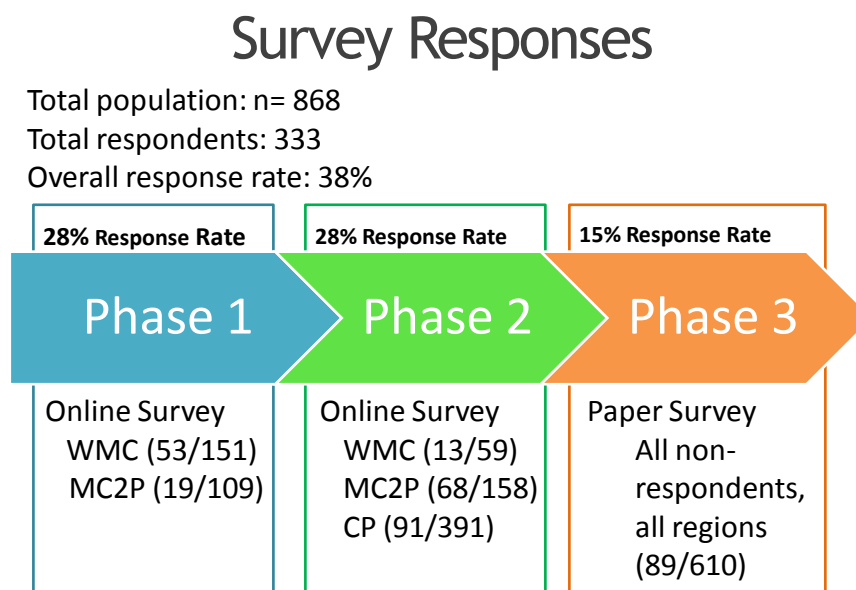 Survey Responses
Total population: n= 868
Total respondents: 333
Overall response rate: 38%
28% Response Rate
28% Response Rate
15% Response Rate
Phase 1
Phase 2
Phase 3
Online Survey
WMC (53/151)
MC2P (19/109)
Online Survey
WMC (13/59)
MC2P (68/158)
CP (91/391)
Paper Survey
All non-
respondents,
all regions
(89/610)